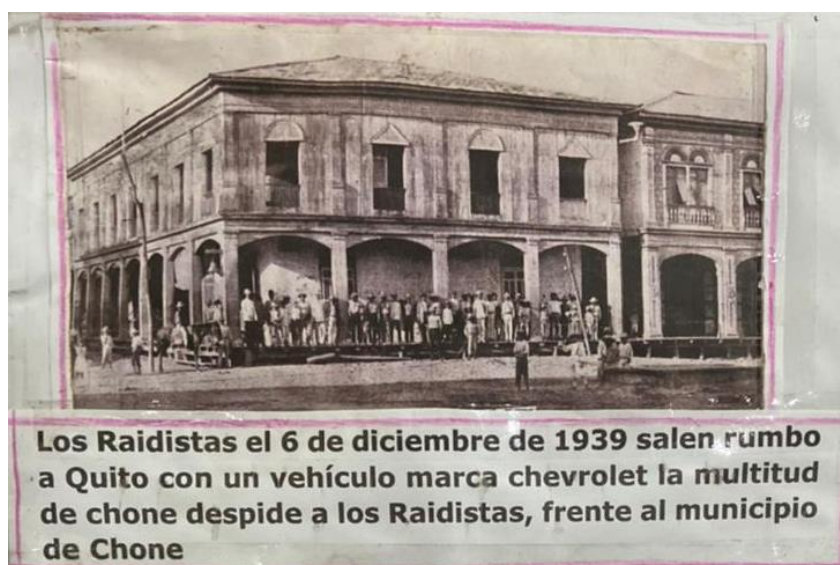 Los Raidistas el 6 de diciembre de 1939 salen rumbo
a Quito con un vehículo marca chevrolet la multitud
de chone despide a los Raidistas, frente al municipio
de Chone